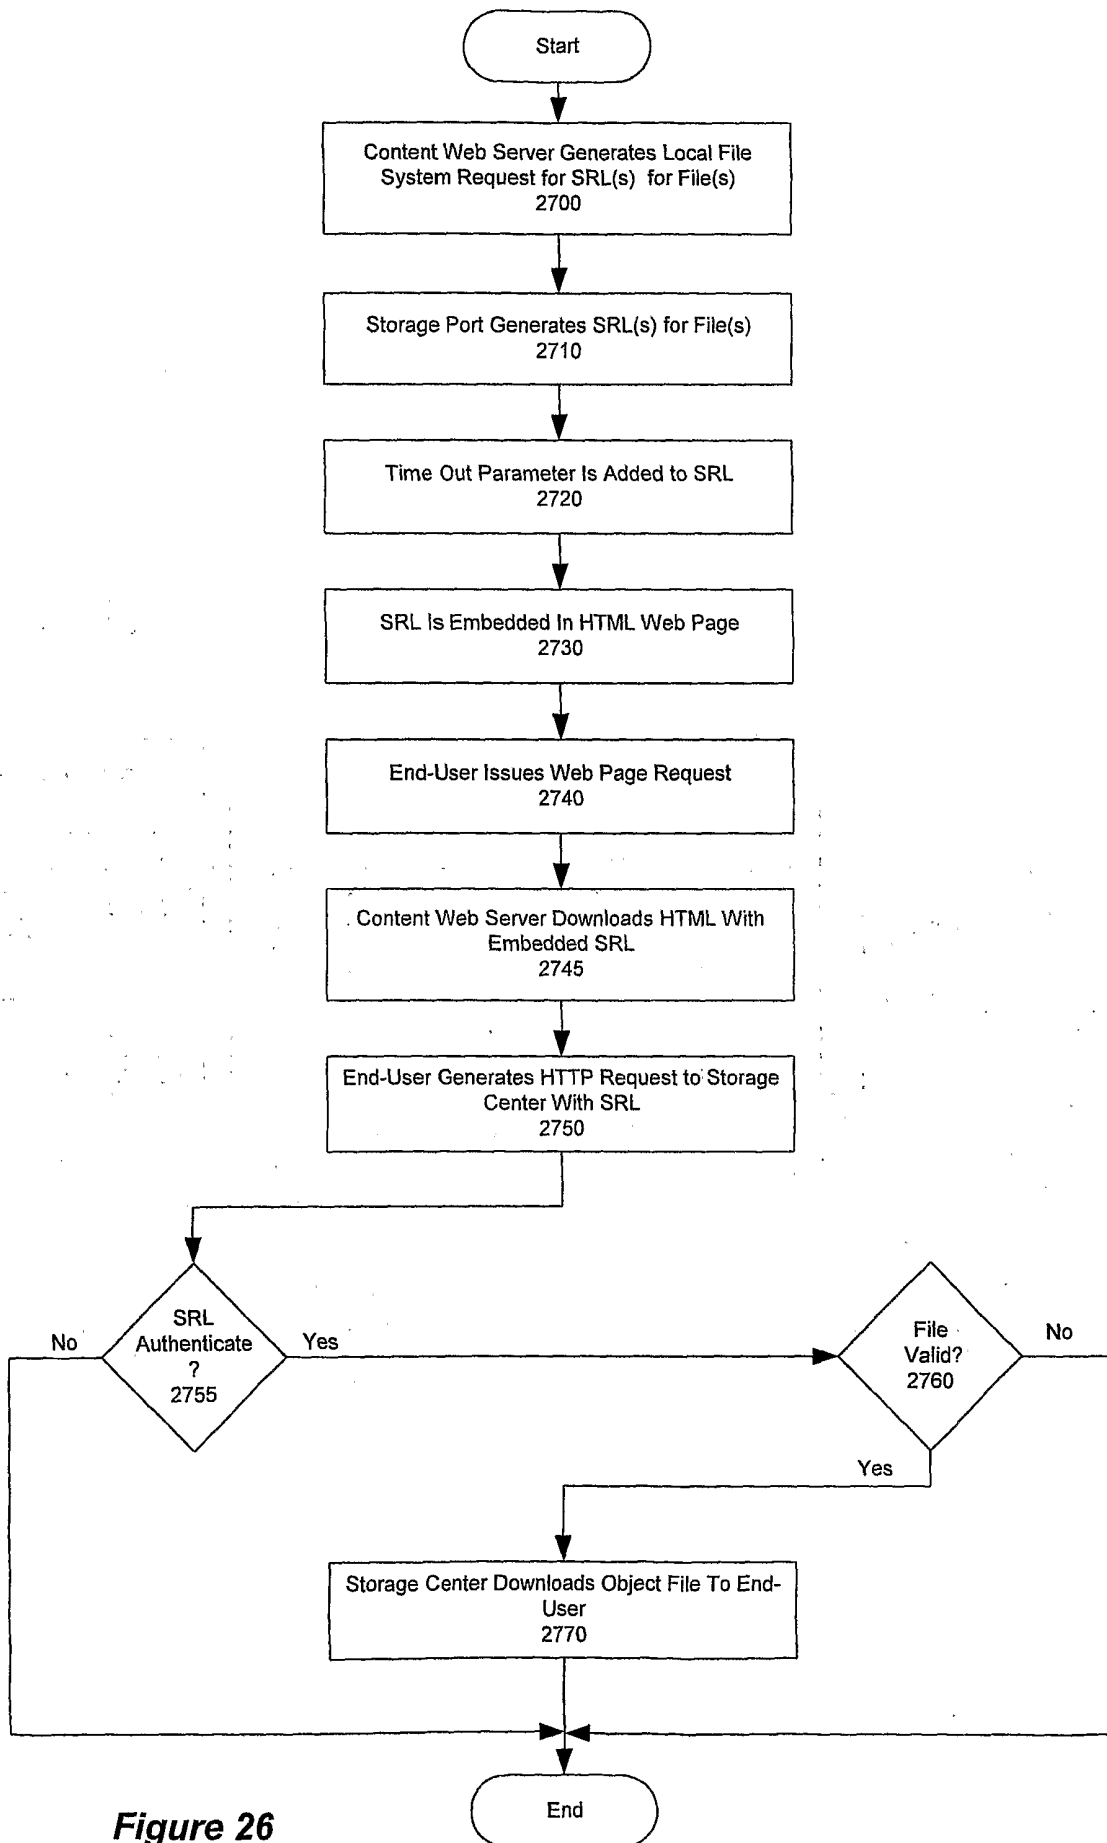 Start
Content Web Server Generates Local File
System Request for SRL(s) for File(s)
2700
Storage Port Generates SRL(s) for File(s)
2710
Time Out Parameter Is Added to SRL
2720
SRL Is Embedded In HTML Web Page
2730
End-User Issues Web Page Request
2740
Content Web Server Downloads HTML With
Embedded SRL
2745
End-User Generates HTTP Request to Storage
Center With SRL
2750
No
SRL
Authenticate
?
2755
Yes
File
Valid?
2760
No
Yes
Storage Center Downloads Object File To End-
User
2770
End
Figure 26